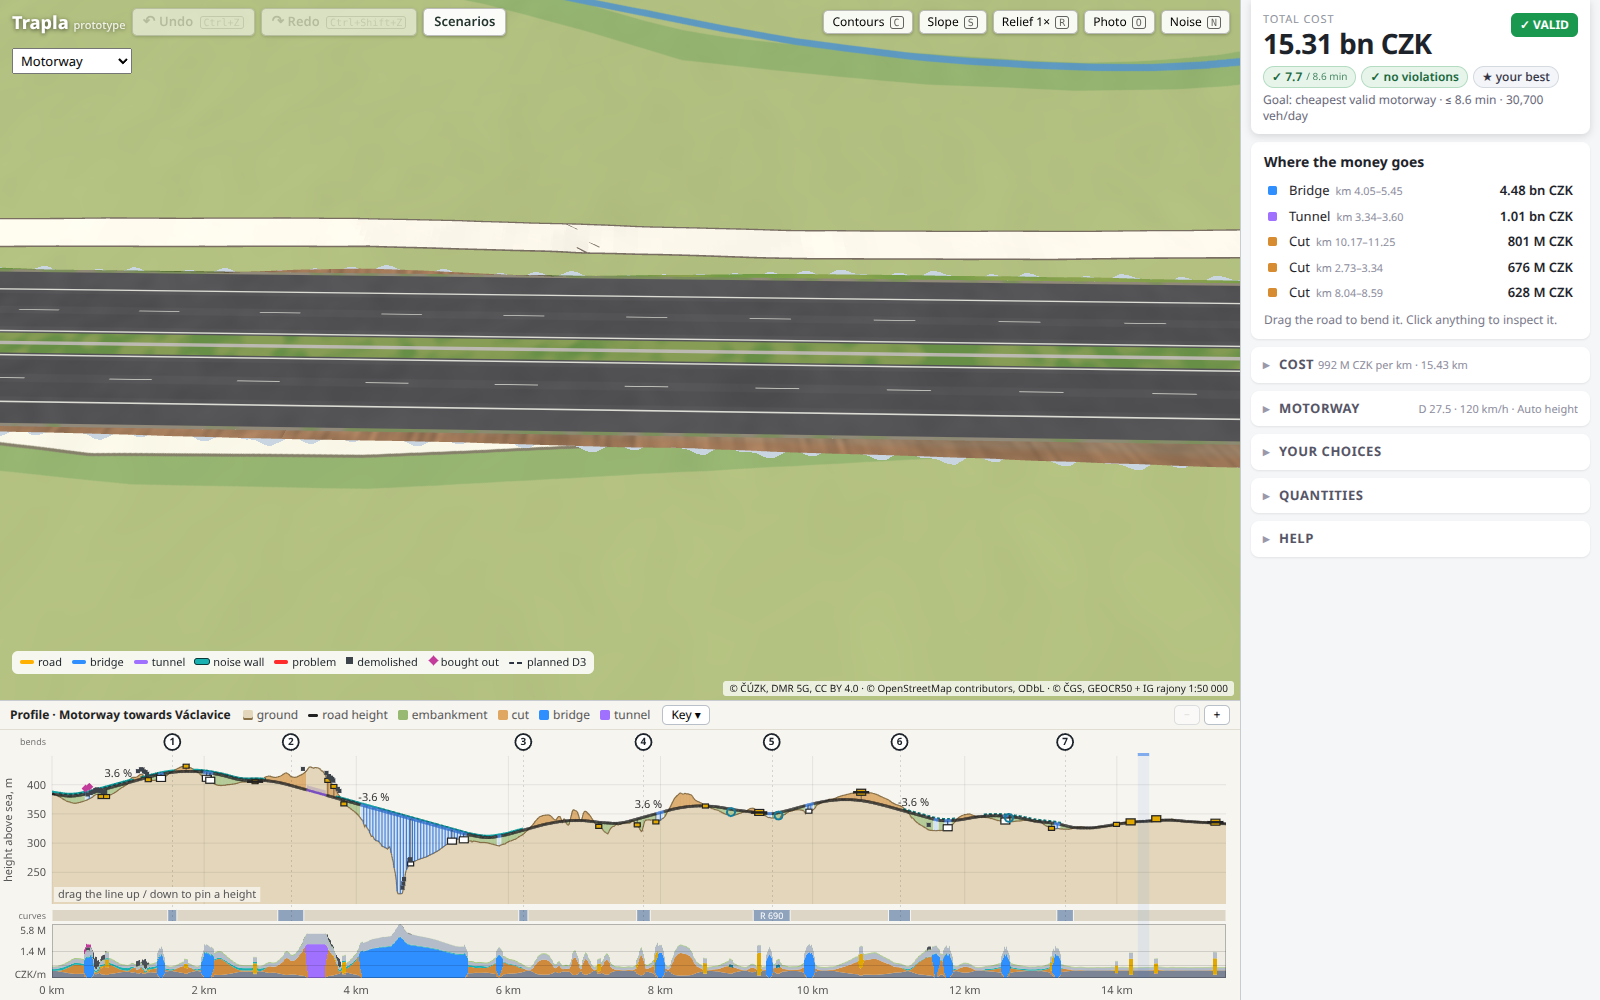 Trapla prototype
↶ Undo Ctrl+Z
↷ Redo Ctrl+Shift+Z
Scenarios
Contours C
Slope S
Relief 1× R
Photo O
Noise N
Motorway
road
bridge
tunnel
noise wall
problem
demolished
bought out
planned D3
© ČÚZK, DMR 5G, CC BY 4.0 · © OpenStreetMap contributors, ODbL · © ČGS, GEOCR50 + IG rajony 1:50 000
TOTAL COST
15.31 bn CZK
✓ VALID
✓ 7.7 / 8.6 min
✓ no violations
★ your best
Goal: cheapest valid motorway · ≤ 8.6 min · 30,700
veh/day
Where the money goes
Bridge km 4.05–5.45 4.48 bn CZK
Tunnel km 3.34–3.60 1.01 bn CZK
Cut km 10.17–11.25 801 M CZK
Cut km 2.73–3.34 676 M CZK
Cut km 8.04–8.59 628 M CZK
Drag the road to bend it. Click anything to inspect it.
COST 992 M CZK per km · 15.43 km
MOTORWAY D 27.5 · 120 km/h · Auto height
YOUR CHOICES
QUANTITIES
HELP
Profile · Motorway towards Václavice
ground
road height
embankment
cut
bridge
tunnel
Key ▾
−
+
bends
1 2 3 4 5 6 7
height above sea, m
400
350
300
250
3.6 %
-3.6 %
3.6 %
-3.6 %
drag the line up / down to pin a height
curves
R 690
5.8 M
1.4 M
CZK/m
0 km 2 km 4 km 6 km 8 km 10 km 12 km 14 km